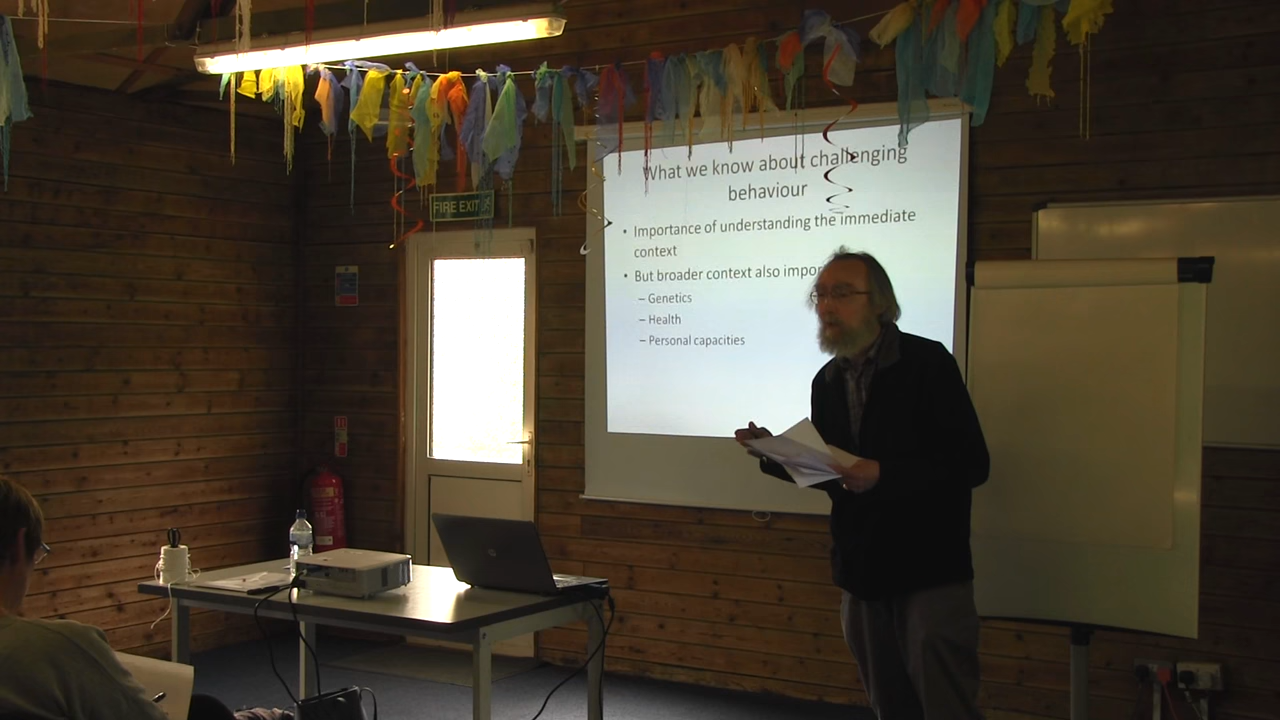 FIRE EXIT
What we know about challenging
behaviour
• Importance of understanding the immediate
context
• But broader context also impor
– Genetics
– Health
– Personal capacities